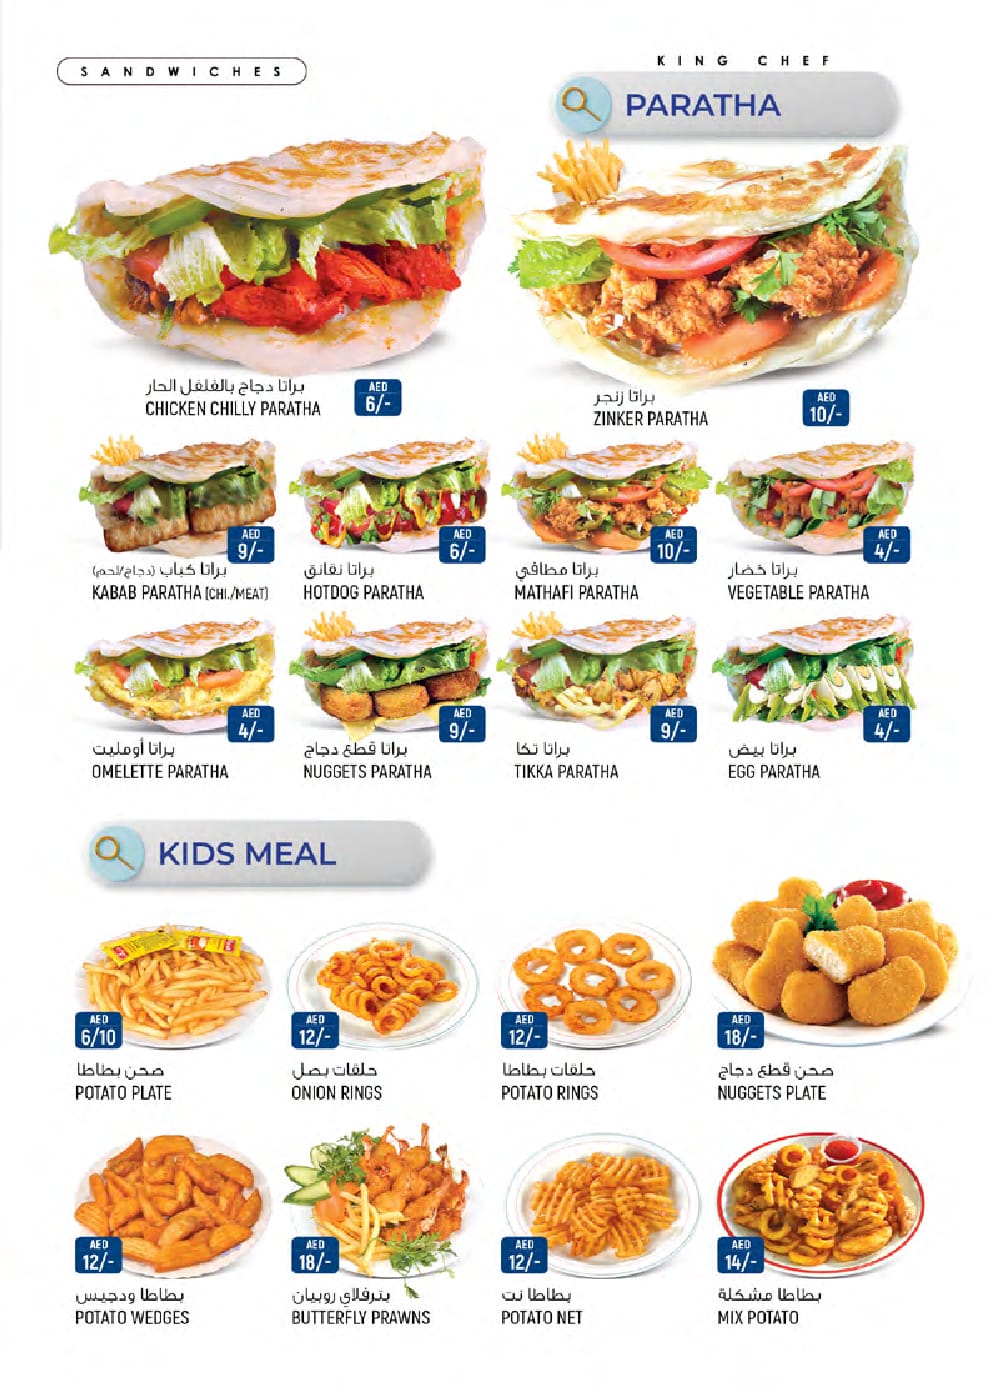 SANDWICHES
KING CHEF
PARATHA
براتا دجاج بالفلفل الحار
CHICKEN CHILLY PARATHA
AED
6/-
براتا زنجر
ZINKER PARATHA
AED
10/-
AED
9/-
براتا كباب (دجاج/لحم)
KABAB PARATHA (CHI./MEAT)
AED
6/-
براتا نقانق
HOTDOG PARATHA
AED
10/-
براتا مطافي
MATHAFI PARATHA
AED
4/-
براتا خضار
VEGETABLE PARATHA
AED
4/-
براتا أومليت
OMELETTE PARATHA
AED
9/-
براتا قطع دجاج
NUGGETS PARATHA
AED
9/-
براتا تكا
TIKKA PARATHA
AED
4/-
براتا بيض
EGG PARATHA
KIDS MEAL
AED
6/10
صحن بطاطا
POTATO PLATE
AED
12/-
حلقات بصل
ONION RINGS
AED
12/-
حلقات بطاطا
POTATO RINGS
AED
18/-
صحن قطع دجاج
NUGGETS PLATE
AED
12/-
بطاطا ودجيس
POTATO WEDGES
AED
18/-
بترفلاي روبيان
BUTTERFLY PRAWNS
AED
12/-
بطاطا نت
POTATO NET
AED
14/-
بطاطا مشكلة
MIX POTATO